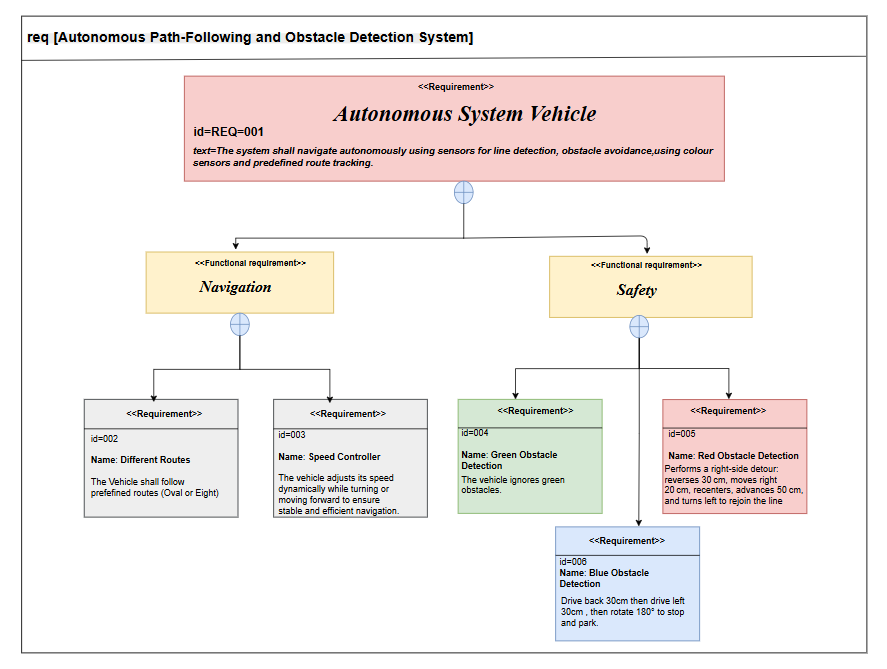 req [Autonomous Path-Following and Obstacle Detection System]
<<Requirement>>
Autonomous System Vehicle
id=REQ=001
text=The system shall navigate autonomously using sensors for line detection, obstacle avoidance,using colour
sensors and predefined route tracking.
<<Functional requirement>>
Navigation
<<Functional requirement>>
Safety
<<Requirement>>
id=002
Name: Different Routes
The Vehicle shall follow
prefefined routes (Oval or Eight)
<<Requirement>>
id=003
Name: Speed Controller
The vehicle adjusts its speed
dynamically while turning or
moving forward to ensure
stable and efficient navigation.
<<Requirement>>
id=004
Name: Green Obstacle
Detection
The vehicle ignores green
obstacles.
<<Requirement>>
id=005
Name: Red Obstacle Detection
Performs a right-side detour:
reverses 30 cm, moves right
20 cm, recenters, advances 50 cm,
and turns left to rejoin the line
<<Requirement>>
id=006
Name: Blue Obstacle
Detection
Drive back 30cm then drive left
30cm , then rotate 180° to stop
and park.